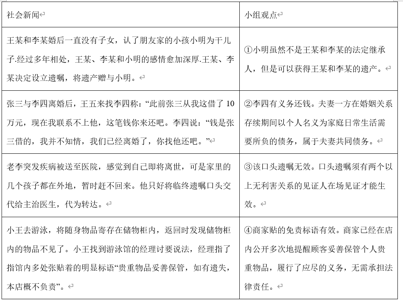 社会新闻↵
小组观点↵
王某和李某婚后一直没有子女，认了朋友家的小孩小明为干儿
子.经过多年相处，王某、李某和小明的感情愈加深厚.王某、李
某决定设立遗嘱，将遗产赠与小明。↵
①小明虽然不是王某和李某的法定继
承人，但是可以获得王某和李某的遗产。↵
张三与李四离婚后，王五来找李四称：“此前张三从我这借了10
万元，现在我联系不上他，这笔钱你来还吧。李四说：“钱是张
三借的，我并不知情，我们已经离婚了，你找他还吧。”↵
②李四有义务还钱。夫妻一方在婚姻关系
存续期间以个人名义为家庭日常生活需
要所负的债务，属于夫妻共同债务。↵
老李突发疾病被送至医院，感觉到自己即将离世，可是家里的
几个孩子都在外地，暂时赶不回来。他只好将临终遗嘱口头交
代给主治医生，代为转达。↵
③该口头遗嘱无效。口头遗嘱须有两个以
上无利害关系的见证人在场见证才能生
效。↵
小王去游泳，将随身物品寄存在储物柜内，返回时发现储物柜
内的物品不见了。小王找到游泳馆的经理讨要说法，经理指了
指馆内多处张贴着的明显标语“贵重物品妥善保管，如有遗失，
本店概不负责”。↵
④商家贴的免责标语有效。商家已经在店
内公开多次地提醒顾客妥善保管个人贵
重物品，履行了应尽的义务，无需承担法
律责任。↵